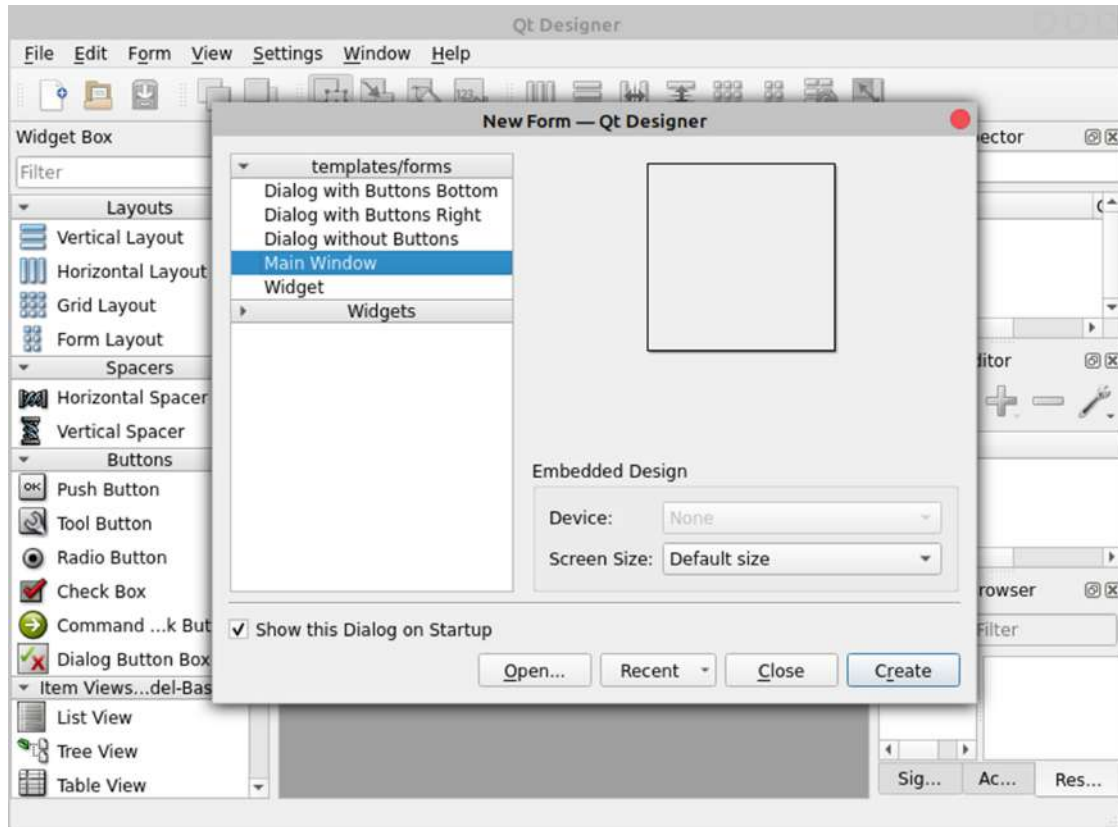 Qt Designer
File Edit Form View Settings Window Help
Widget Box
Filter
Layouts
Vertical Layout
Horizontal Layout
Grid Layout
Form Layout
Spacers
Horizontal Spacer
Vertical Spacer
Buttons
Push Button
Tool Button
Radio Button
Check Box
Command ...k But
Dialog Button Box
Item Views...del-Bas
List View
Tree View
Table View
New Form — Qt Designer
templates/forms
Dialog with Buttons Bottom
Dialog with Buttons Right
Dialog without Buttons
Main Window
Widget
Widgets
Embedded Design
Device: None
Screen Size: Default size
Show this Dialog on Startup
Open... Recent Close Create
ector
ditor
rowser
Filter
Sig... Ac... Res...